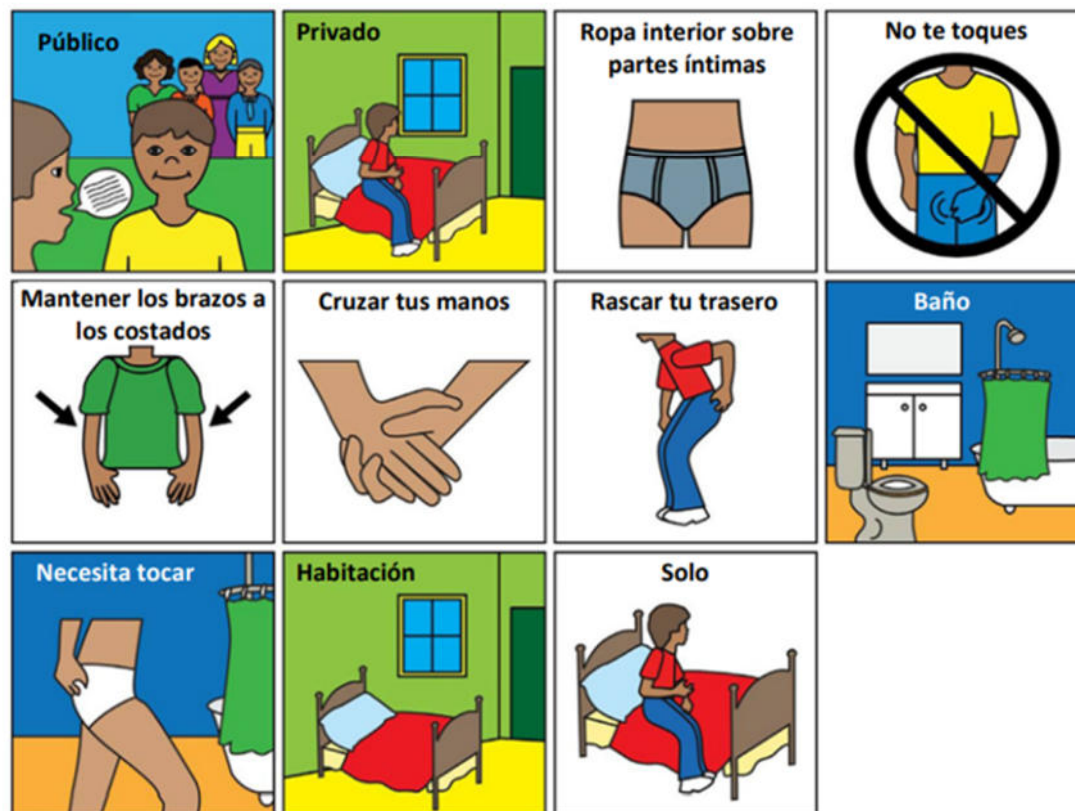 Público
Privado
Ropa interior sobre
partes íntimas
No te toques
Mantener los brazos a
los costados
Cruzar tus manos
Rascar tu trasero
Baño
Necesita tocar
Habitación
Solo